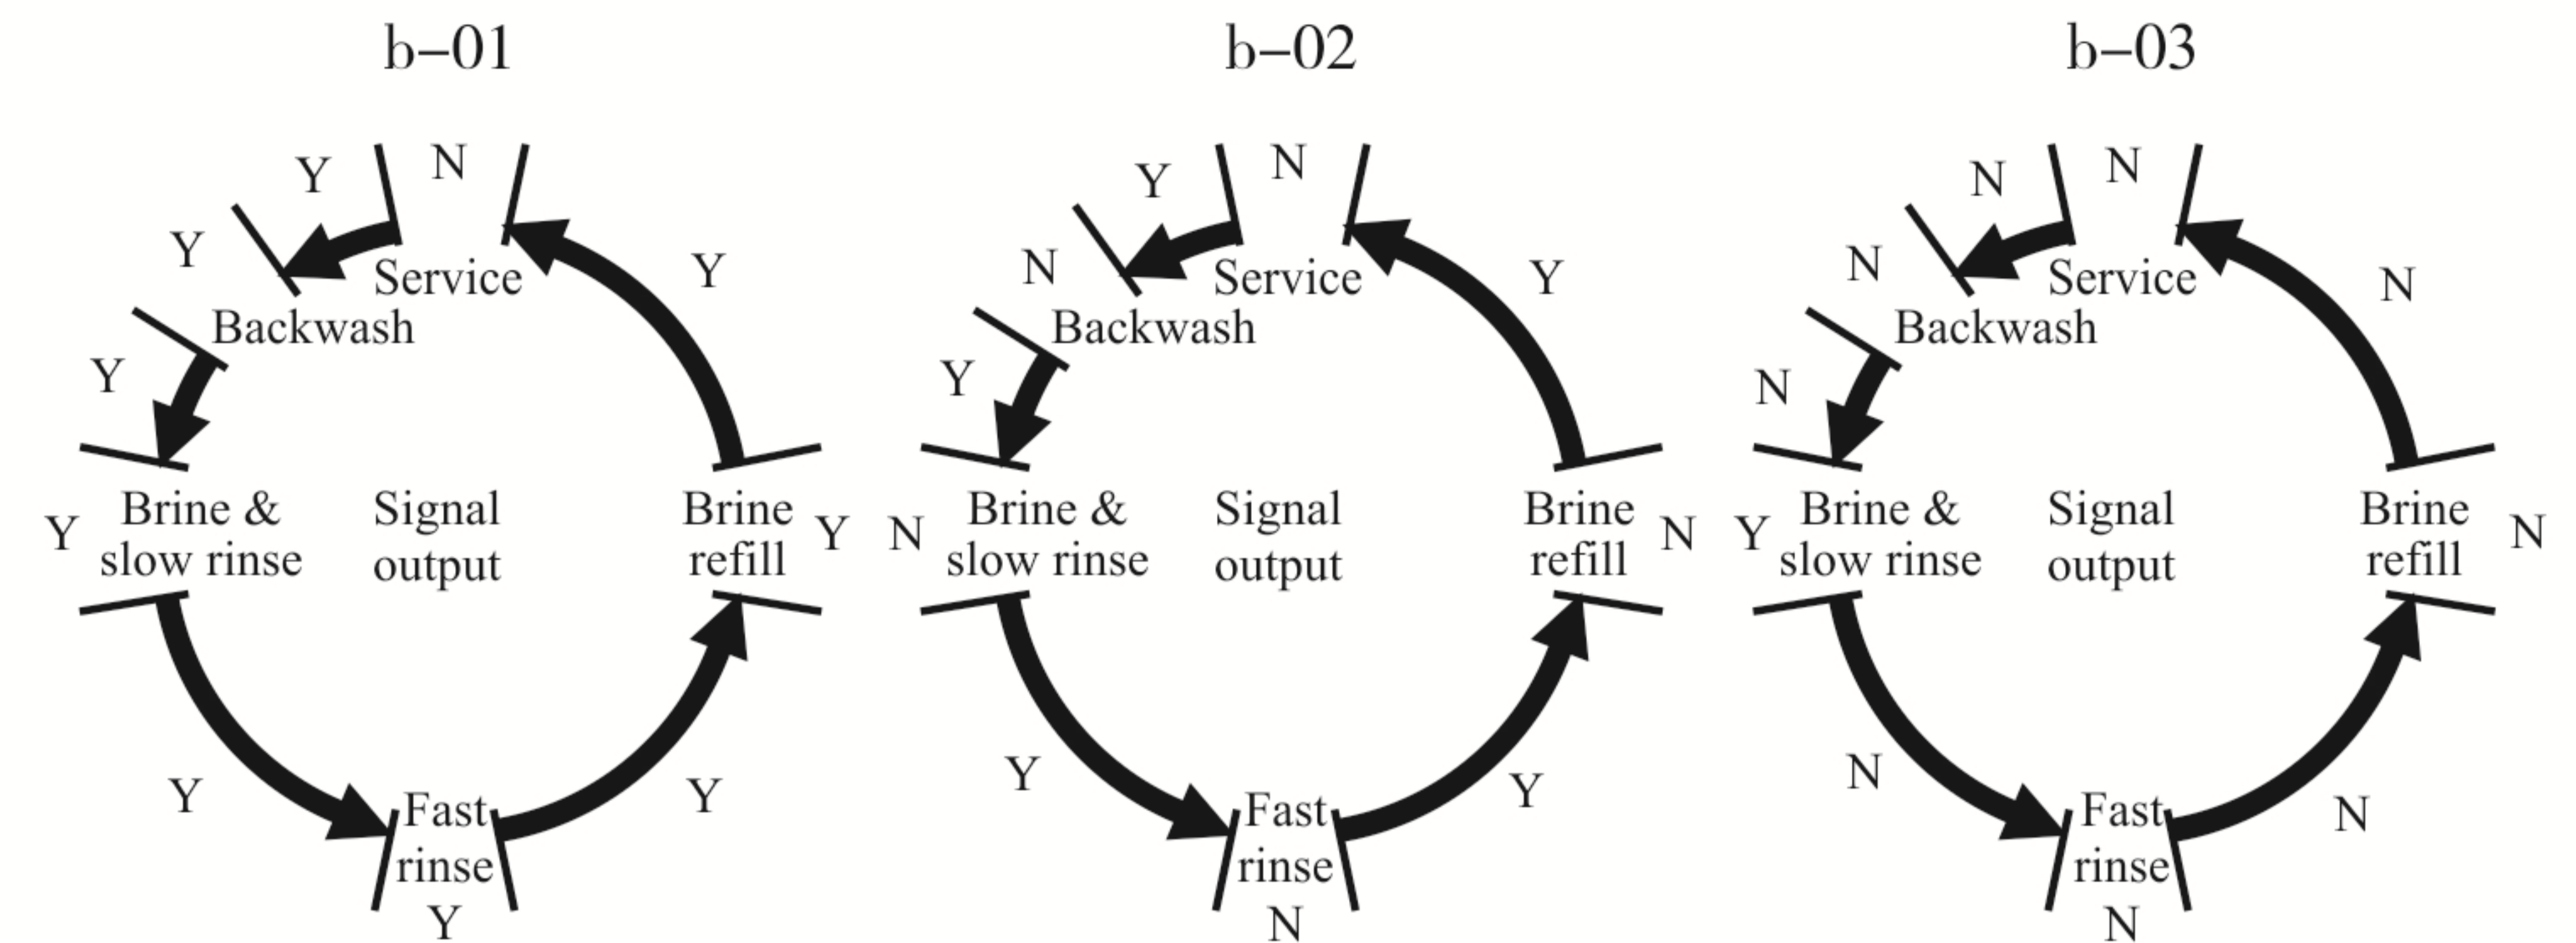 b–01
Y
N
Y
Y
Service
Backwash
Y
Y
Brine &
slow rinse
Signal
output
Brine
refill
Y
Y
Fast
rinse
Y
Y
b–02
Y
N
N
Y
Service
Backwash
Y
N
Brine &
slow rinse
Signal
output
Brine
refill
N
Y
Fast
rinse
Y
N
b–03
N
N
N
N
Service
Backwash
N
Y
Brine &
slow rinse
Signal
output
Brine
refill
N
N
Fast
rinse
N
N